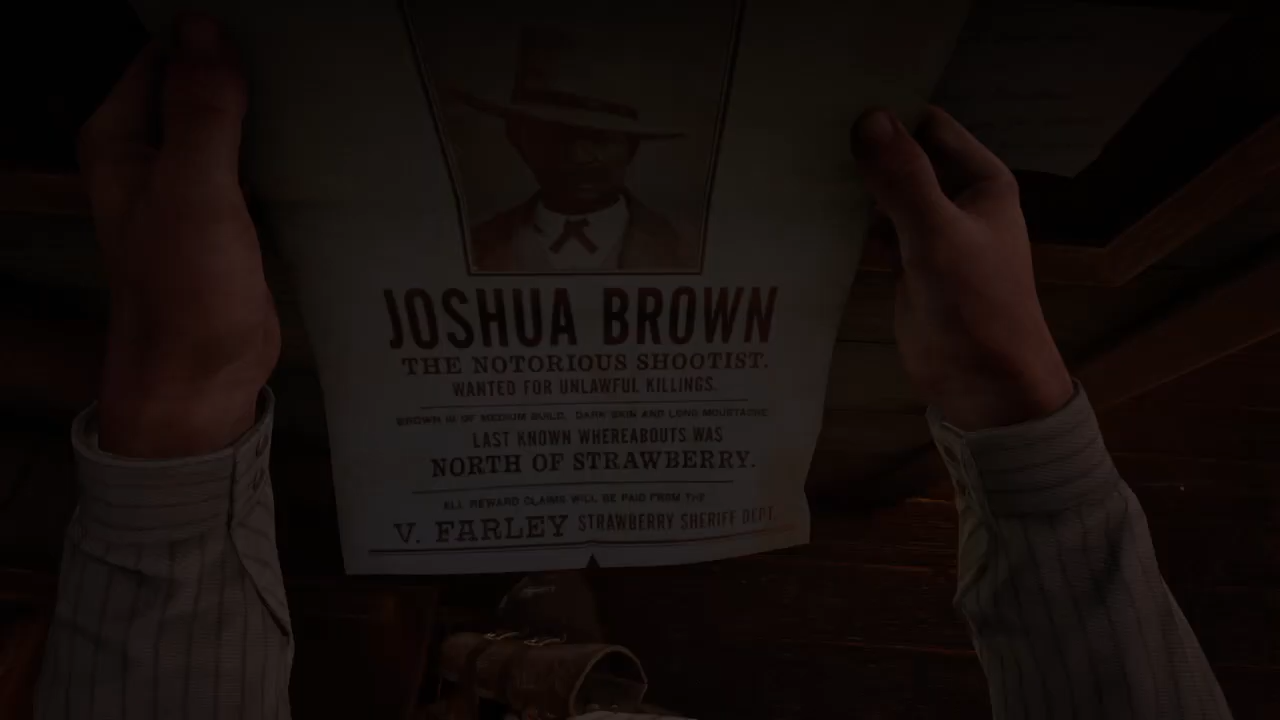 JOSHUA BROWN
THE NOTORIOUS SHOOTIST.
WANTED FOR UNLAWFUL KILLINGS.
BROWN IS OF MEDIUM BUILD, DARK SKIN AND LONG MOUSTACHE.
LAST KNOWN WHEREABOUTS WAS
NORTH OF STRAWBERRY.
ALL REWARD CLAIMS WILL BE PAID FROM THE
V. FARLEY STRAWBERRY SHERIFF DEPT.